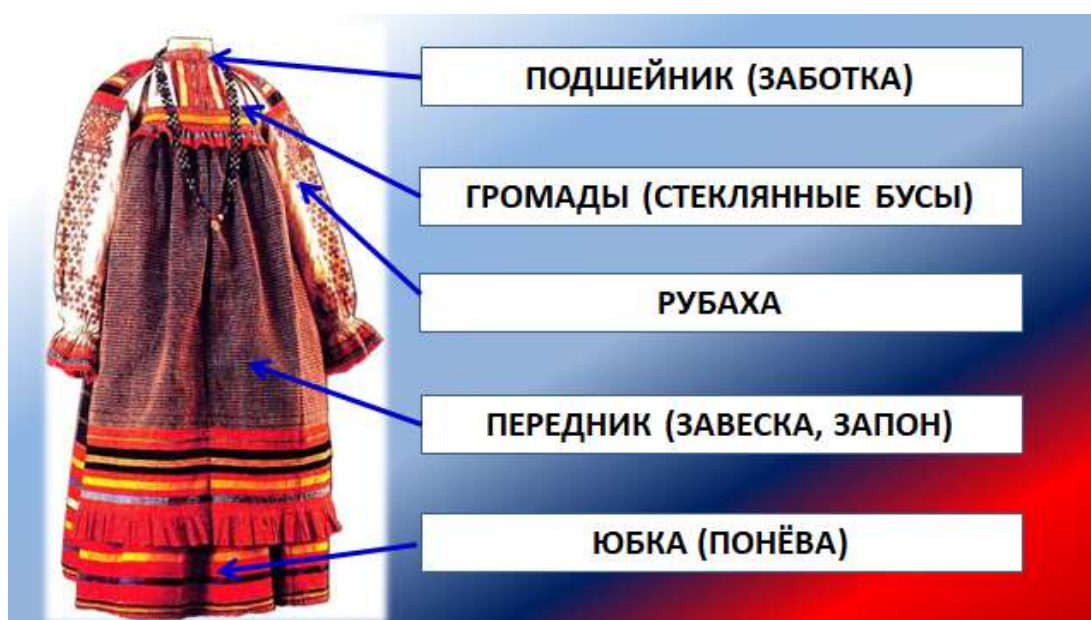 ПОДШЕЙНИК (ЗАБОТКА)
ГРОМАДЫ (СТЕКЛЯННЫЕ БУСЫ)
РУБАХА
ПЕРЕДНИК (ЗАВЕСКА, ЗАПОН)
ЮБКА (ПОНЁВА)